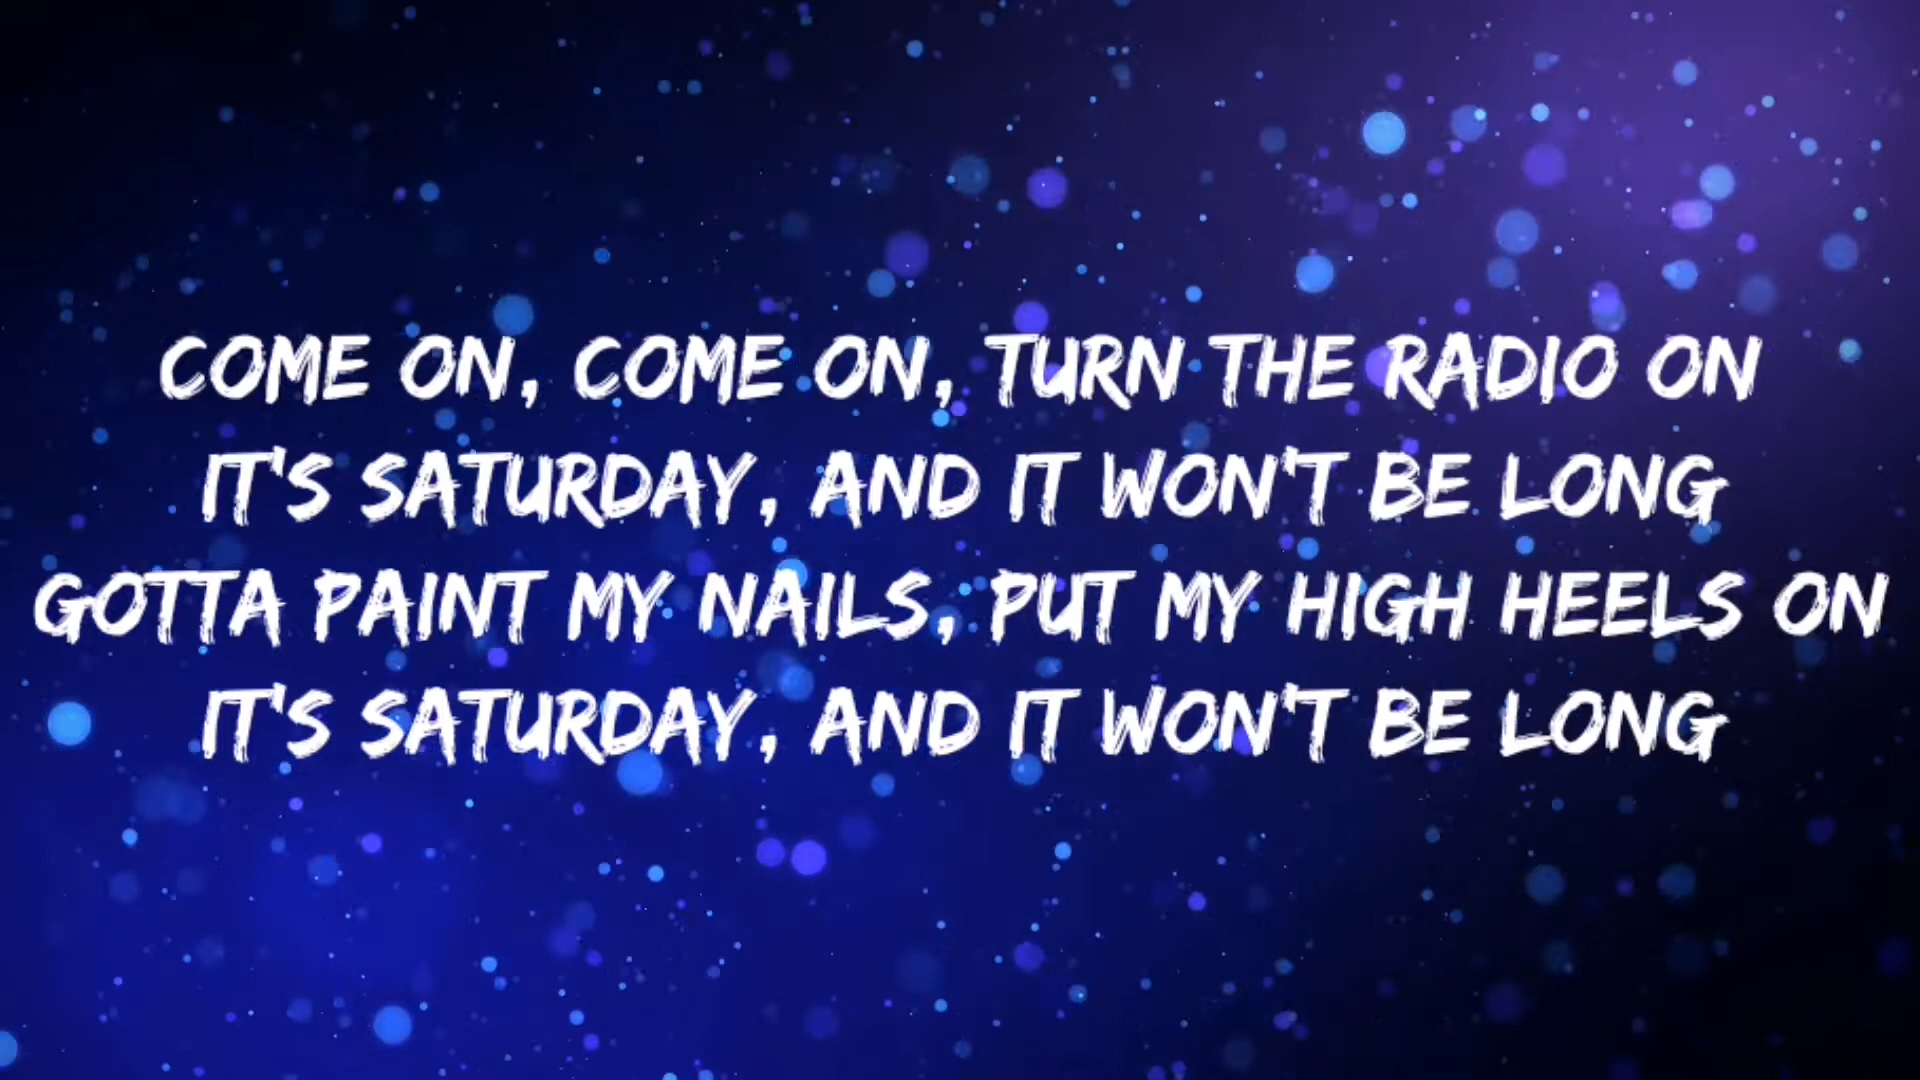 COME ON, COME ON, TURN THE RADIO ON
IT'S SATURDAY, AND IT WON'T BE LONG
GOTTA PAINT MY NAILS, PUT MY HIGH HEELS ON
IT'S SATURDAY, AND IT WON'T BE LONG